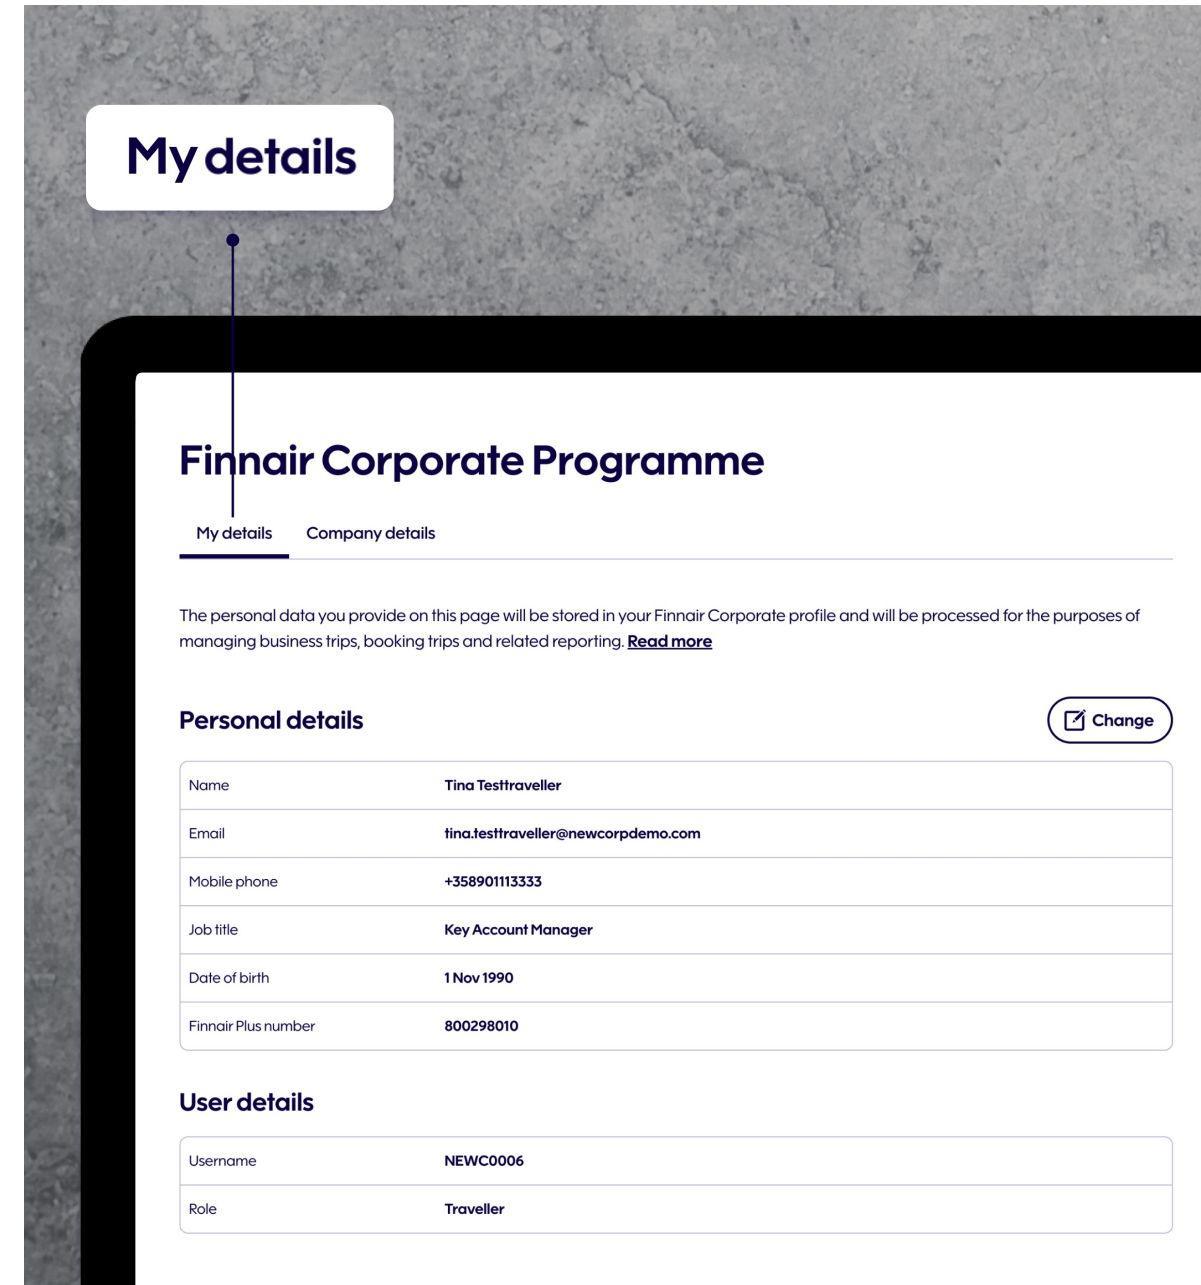 My details
Finnair Corporate Programme
My details Company details
The personal data you provide on this page will be stored in your Finnair Corporate profile and will be processed for the purposes of
managing business trips, booking trips and related reporting. Read more
Personal details Change
Name Tina Testtraveller
Email tina.testtraveller@newcorpdemo.com
Mobile phone +358901113333
Job title Key Account Manager
Date of birth 1 Nov 1990
Finnair Plus number 800298010
User details
Username NEWC0006
Role Traveller